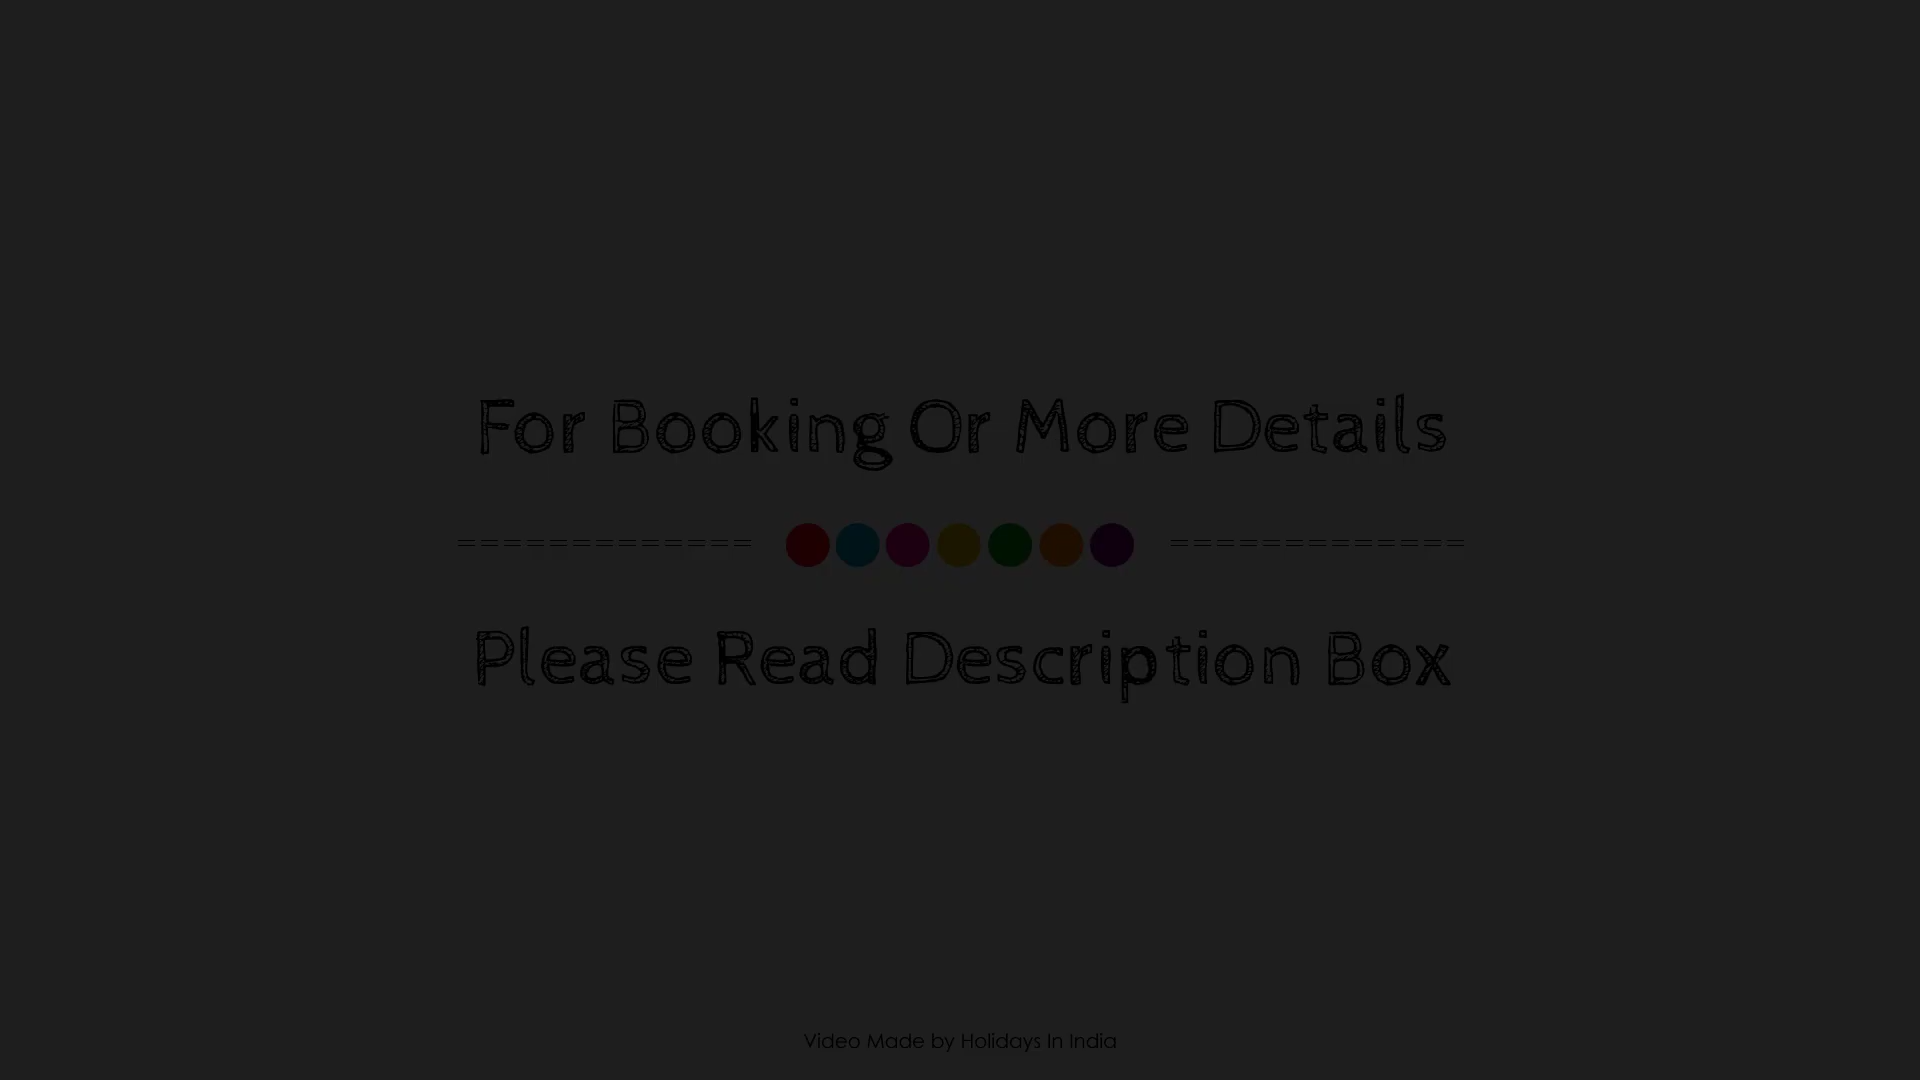 For Booking Or More Details
============= =============
Please Read Description Box
Video Made by Holidays In India